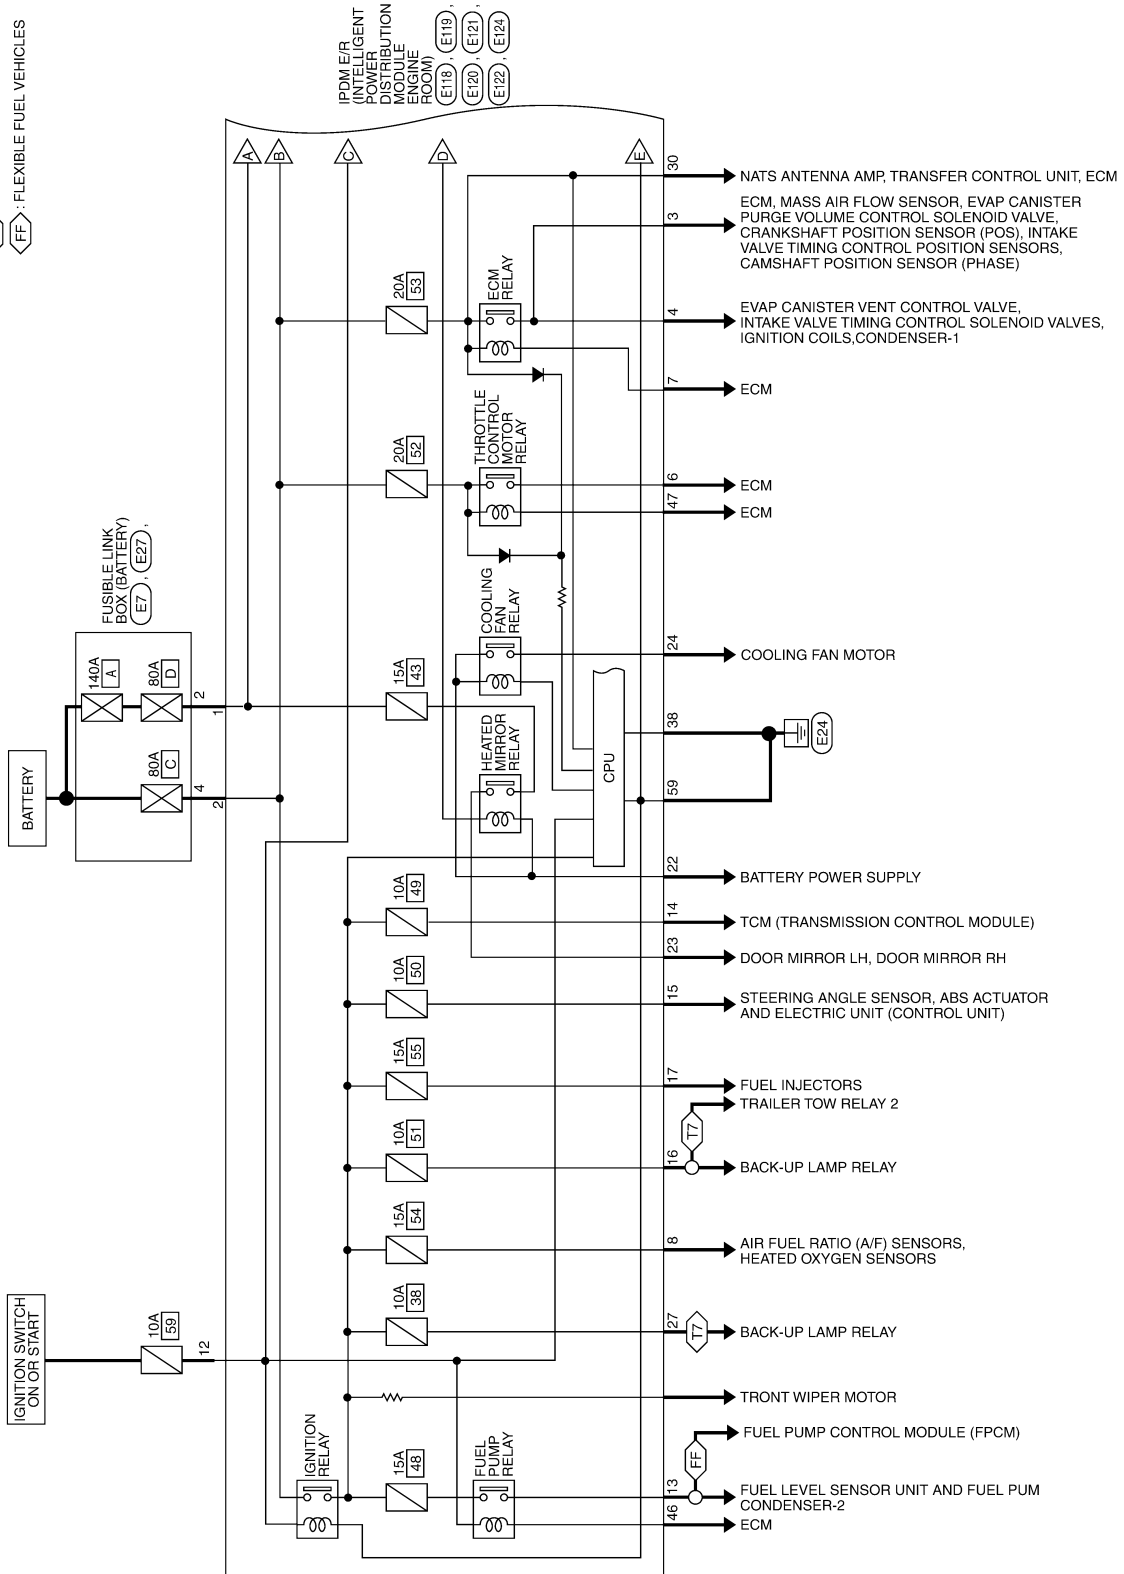 FF : FLEXIBLE FUEL VEHICLES
IPDM E/R
(INTELLIGENT
POWER
DISTRIBUTION
MODULE
ENGINE
ROOM)
E118 , E119 ,
E120 , E121 ,
E122 , E124
A
B
C
D
E
30
NATS ANTENNA AMP, TRANSFER CONTROL UNIT, ECM
3
ECM, MASS AIR FLOW SENSOR, EVAP CANISTER
PURGE VOLUME CONTROL SOLENOID VALVE,
CRANKSHAFT POSITION SENSOR (POS), INTAKE
VALVE TIMING CONTROL POSITION SENSORS,
CAMSHAFT POSITION SENSOR (PHASE)
20A
53
ECM
RELAY
4
EVAP CANISTER VENT CONTROL VALVE,
INTAKE VALVE TIMING CONTROL SOLENOID VALVES,
IGNITION COILS,CONDENSER-1
7
ECM
20A
52
THROTTLE
CONTROL
MOTOR
RELAY
6
ECM
47
ECM
FUSIBLE LINK
BOX (BATTERY)
E7 , E27 ,
BATTERY
140A
A
80A
D
2
1
80A
C
4
2
15A
43
COOLING
FAN
RELAY
24
COOLING FAN MOTOR
HEATED
MIRROR
RELAY
CPU
38
E24
59
22
BATTERY POWER SUPPLY
10A
49
14
TCM (TRANSMISSION CONTROL MODULE)
23
DOOR MIRROR LH, DOOR MIRROR RH
10A
50
15
STEERING ANGLE SENSOR, ABS ACTUATOR
AND ELECTRIC UNIT (CONTROL UNIT)
15A
55
17
FUEL INJECTORS
TRAILER TOW RELAY 2
T7
10A
51
16
BACK-UP LAMP RELAY
15A
54
8
AIR FUEL RATIO (A/F) SENSORS,
HEATED OXYGEN SENSORS
10A
38
27
T7
BACK-UP LAMP RELAY
IGNITION SWITCH
ON OR START
10A
59
12
TRONT WIPER MOTOR
IGNITION
RELAY
15A
48
FUEL
PUMP
RELAY
FUEL PUMP CONTROL MODULE (FPCM)
FF
13
FUEL LEVEL SENSOR UNIT AND FUEL PUM
CONDENSER-2
46
ECM